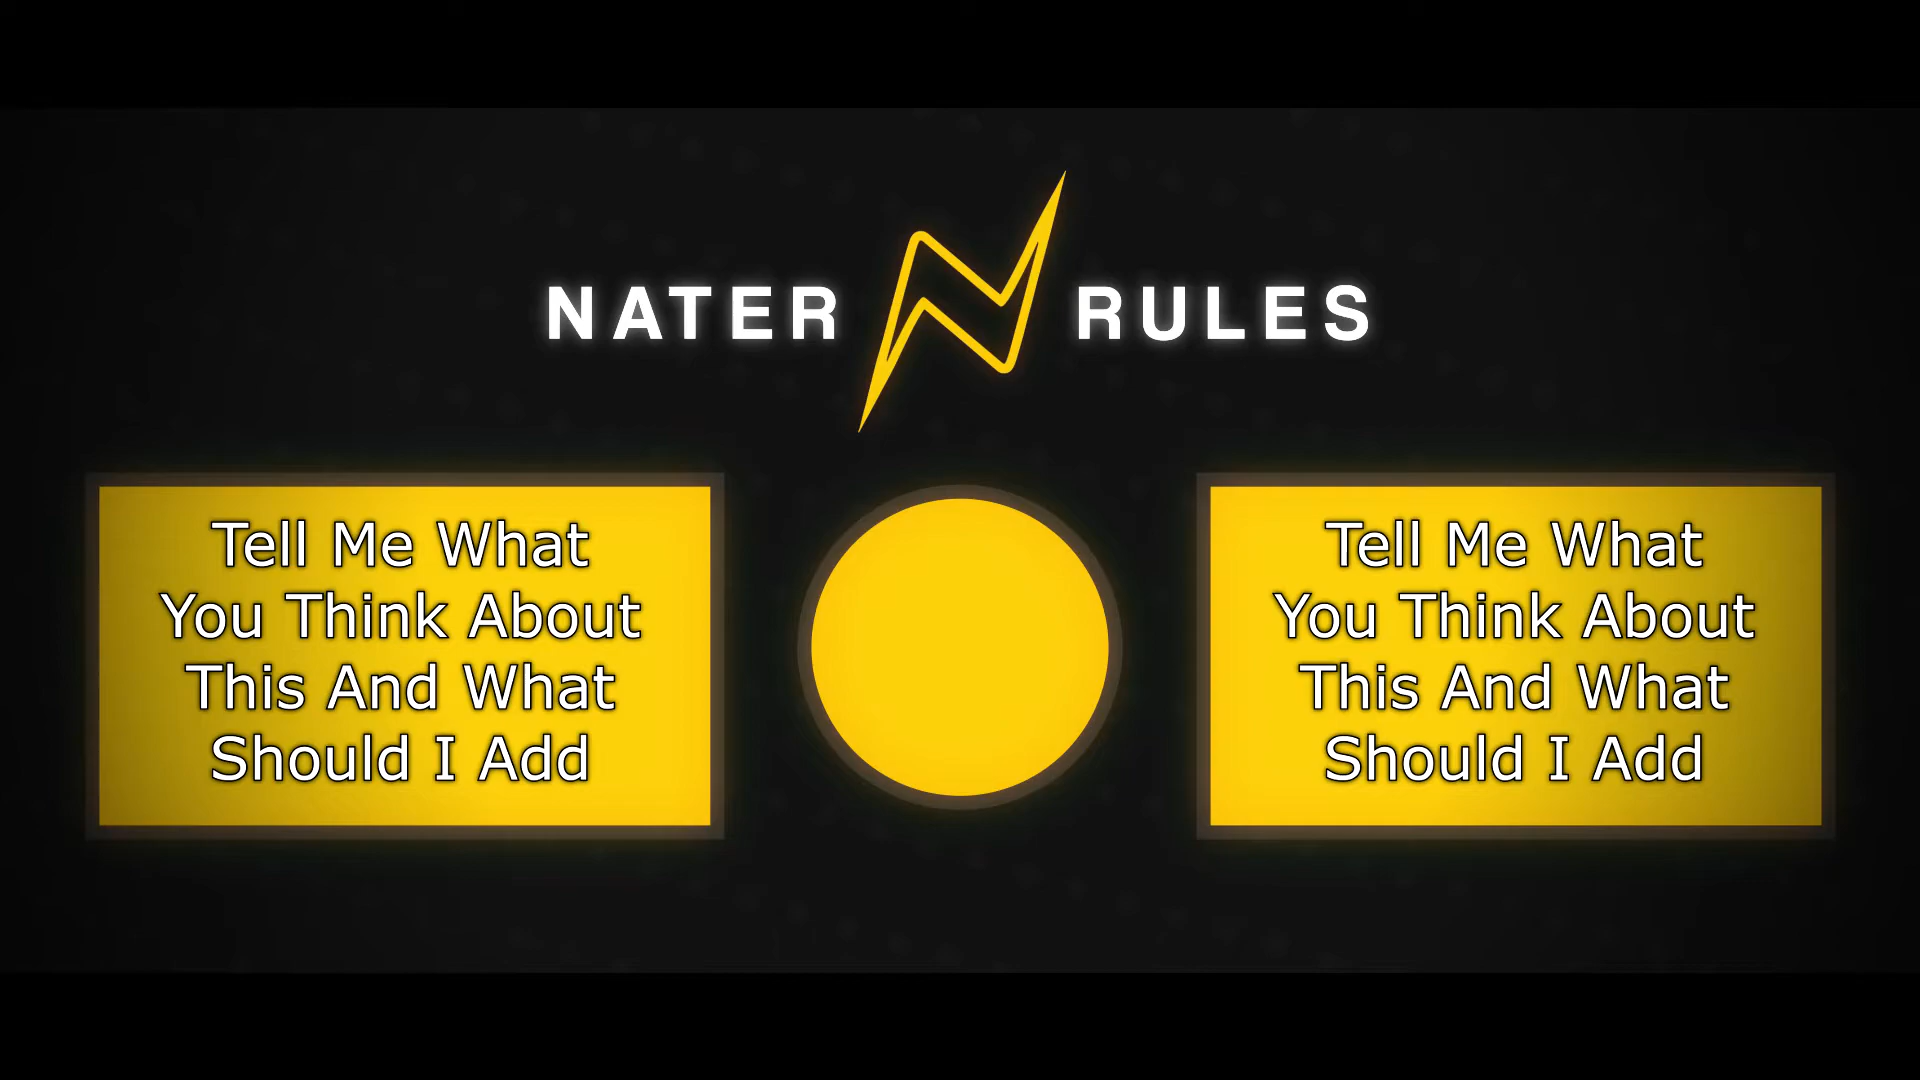 NATER RULES
Tell Me What
You Think About
This And What
Should I Add
Tell Me What
You Think About
This And What
Should I Add